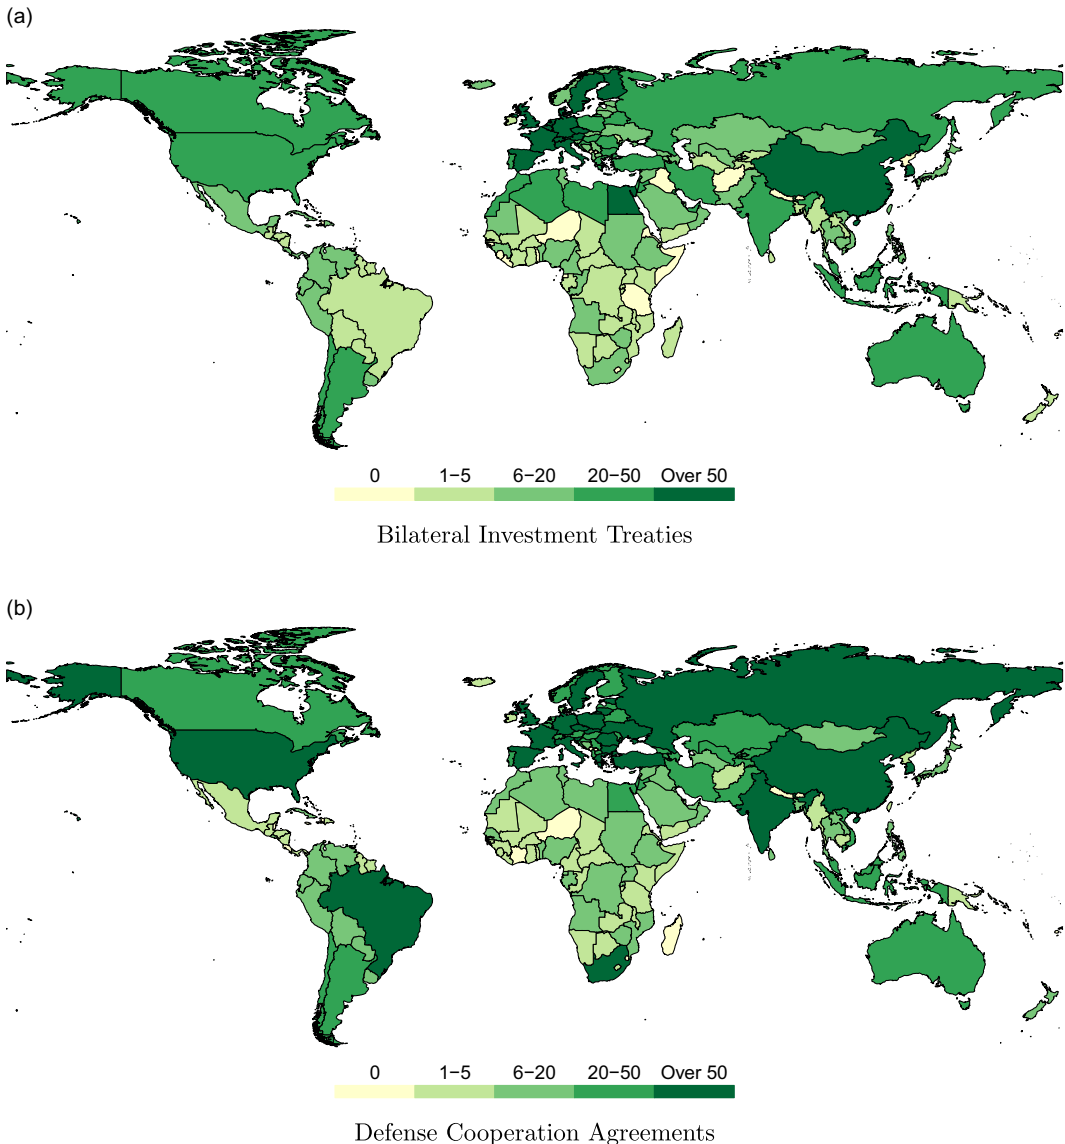 (a)
0 1−5 6−20 20−50 Over 50
Bilateral Investment Treaties
(b)
0 1−5 6−20 20−50 Over 50
Defense Cooperation Agreements